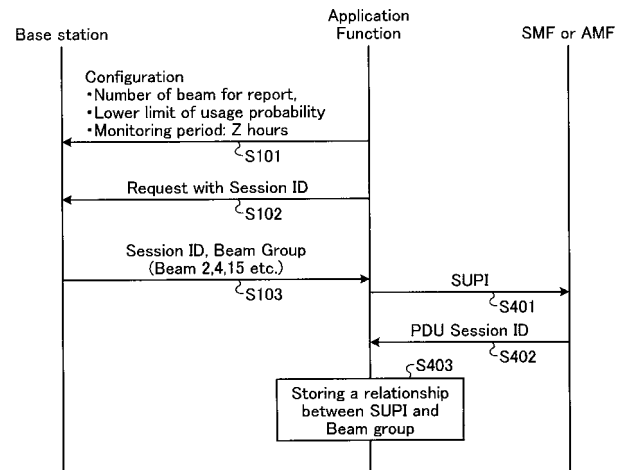 Base station
Application
Function
SMF or AMF
Configuration
•Number of beam for report,
•Lower limit of usage probability
•Monitoring period: Z hours
S101
Request with Session ID
S102
Session ID, Beam Group
(Beam 2,4,15 etc.)
S103
SUPI
S401
PDU Session ID
S402
S403
Storing a relationship
between SUPI and
Beam group